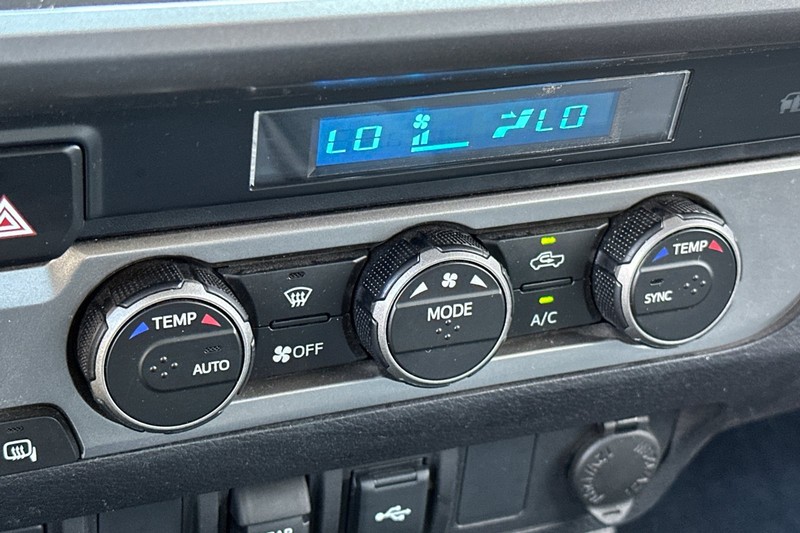 LO
LO
TEMP
AUTO
OFF
MODE
A/C
TEMP
SYNC